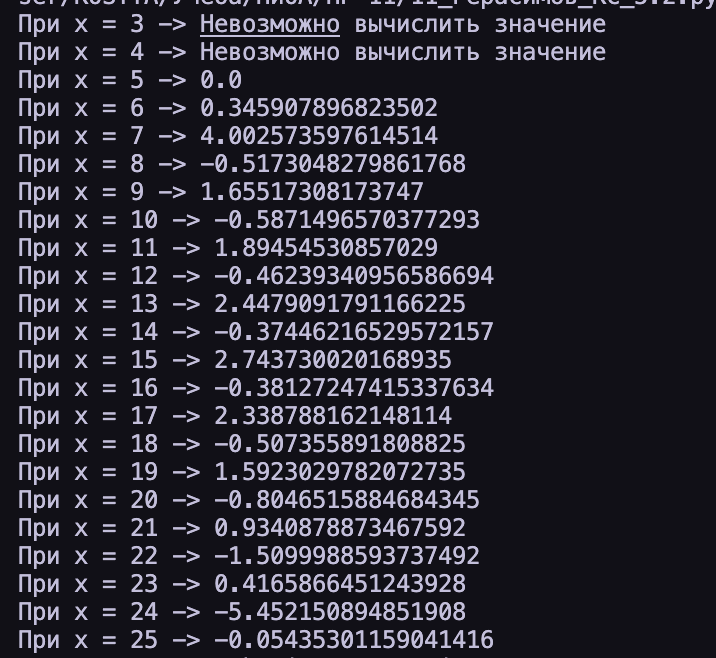 При x = 3 -> Невозможно вычислить значение
При x = 4 -> Невозможно вычислить значение
При x = 5 -> 0.0
При x = 6 -> 0.345907896823502
При x = 7 -> 4.002573597614514
При x = 8 -> -0.5173048279861768
При x = 9 -> 1.65517308173747
При x = 10 -> -0.5871496570377293
При x = 11 -> 1.89454530857029
При x = 12 -> -0.46239340956586694
При x = 13 -> 2.4479091791166225
При x = 14 -> -0.37446216529572157
При x = 15 -> 2.743730020168935
При x = 16 -> -0.38127247415337634
При x = 17 -> 2.338788162148114
При x = 18 -> -0.507355891808825
При x = 19 -> 1.5923029782072735
При x = 20 -> -0.8046515884684345
При x = 21 -> 0.9340878873467592
При x = 22 -> -1.5099988593737492
При x = 23 -> 0.4165866451243928
При x = 24 -> -5.452150894851908
При x = 25 -> -0.05435301159041416